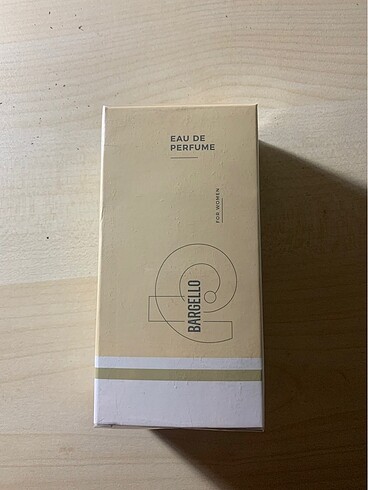 EAU DE
PERFUME
FOR WOMEN
BARGELLO